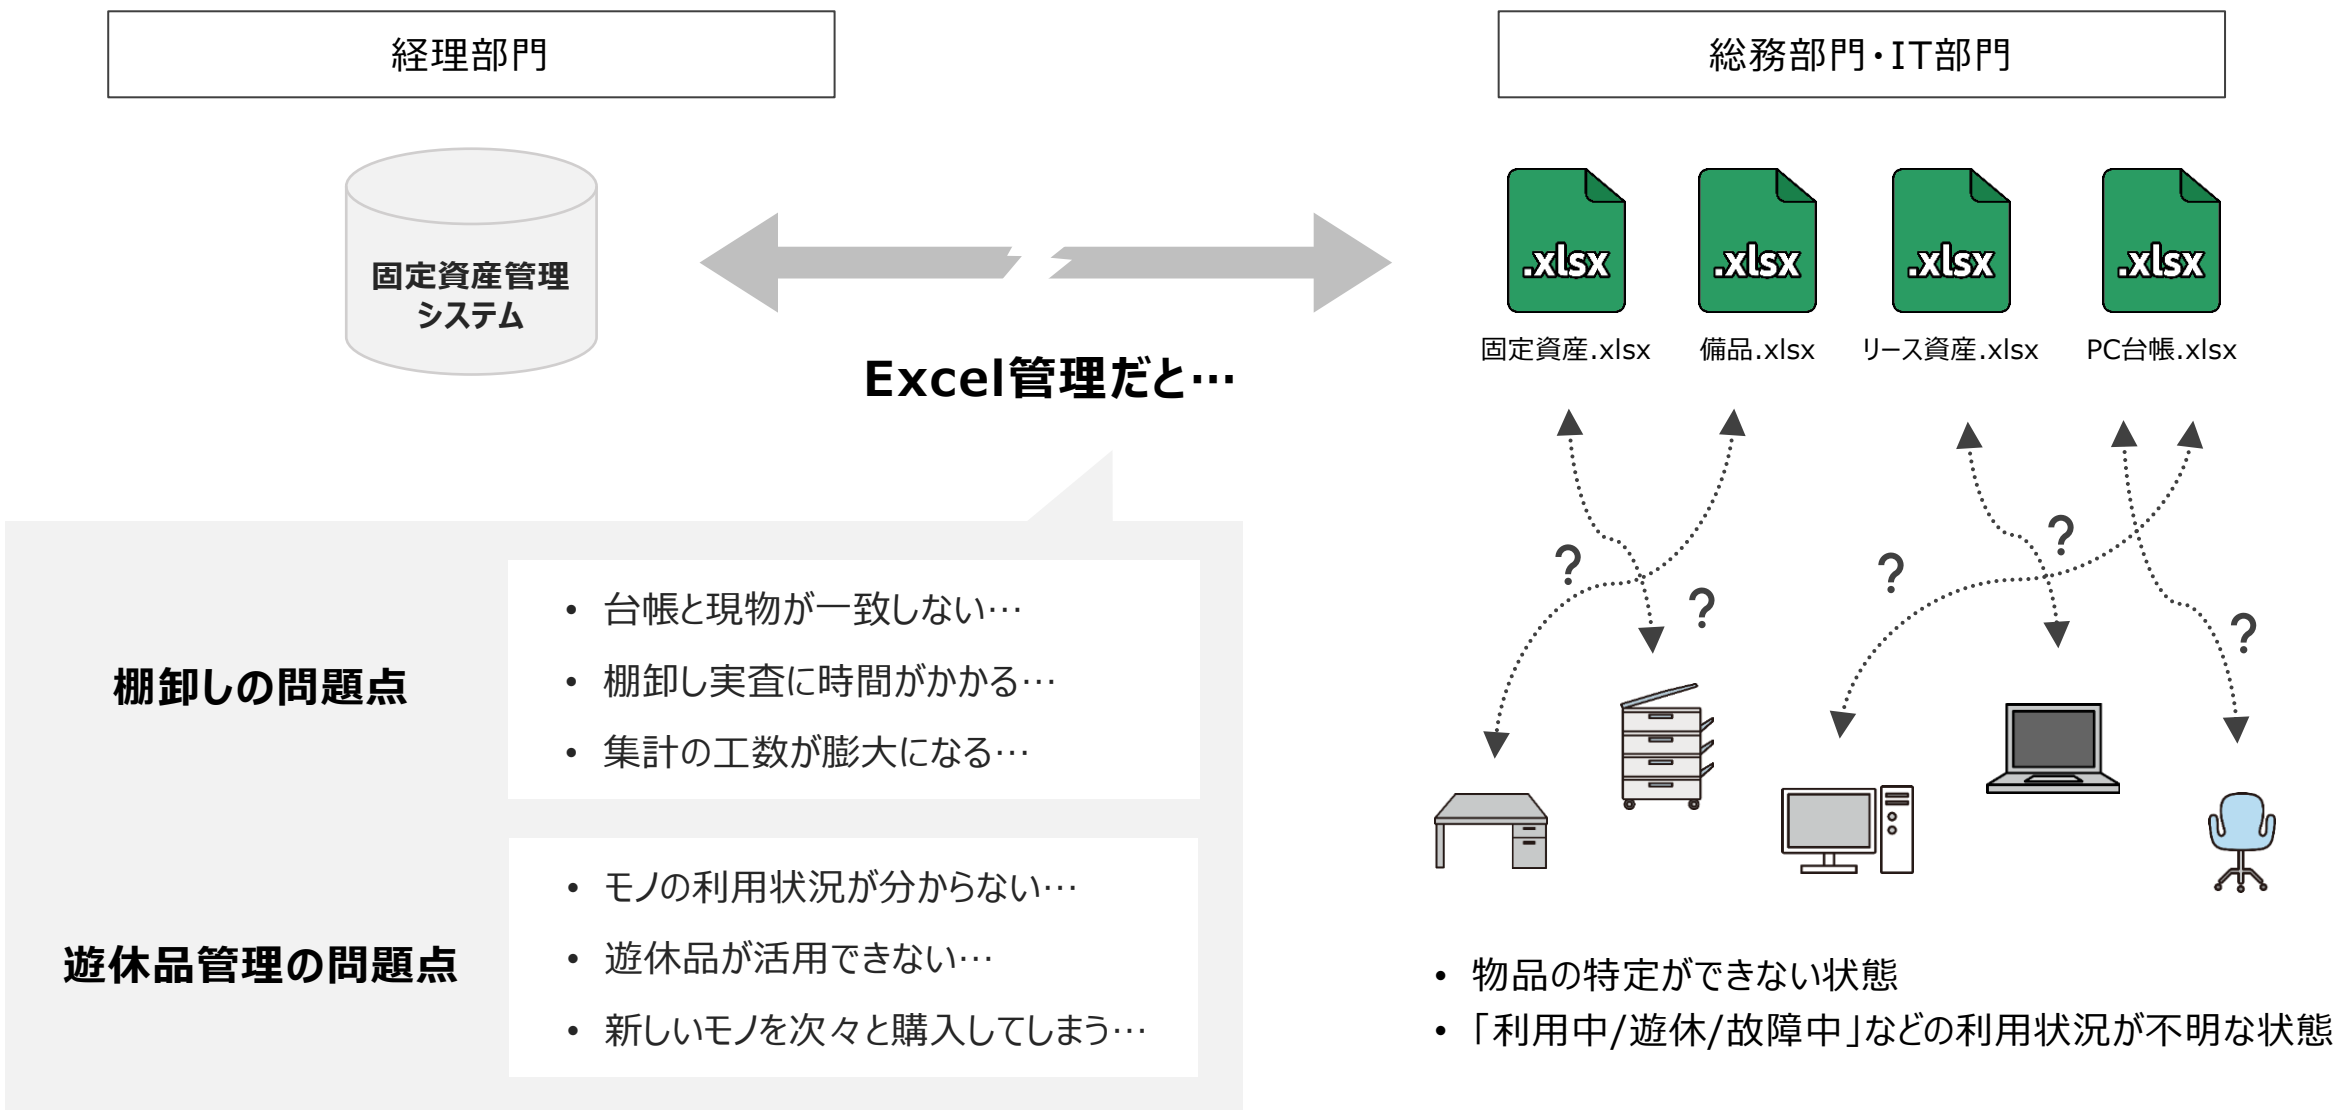 経理部門
総務部門・IT部門
固定資産管理
システム
.xlsx
.xlsx
.xlsx
.xlsx
固定資産.xlsx
備品.xlsx
リース資産.xlsx
PC台帳.xlsx
Excel管理だと…
?
?
?
?
?
棚卸しの問題点
• 台帳と現物が一致しない…
• 棚卸し実査に時間がかかる…
• 集計の工数が膨大になる…
遊休品管理の問題点
• モノの利用状況が分からない…
• 遊休品が活用できない…
• 新しいモノを次々と購入してしまう…
• 物品の特定ができない状態
• 「利用中/遊休/故障中」などの利用状況が不明な状態